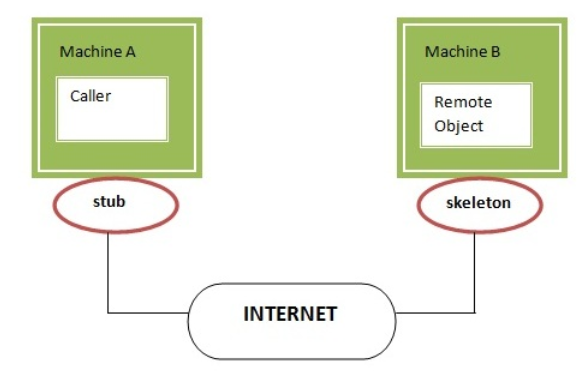 Machine A
Caller
stub
Machine B
Remote
Object
skeleton
INTERNET